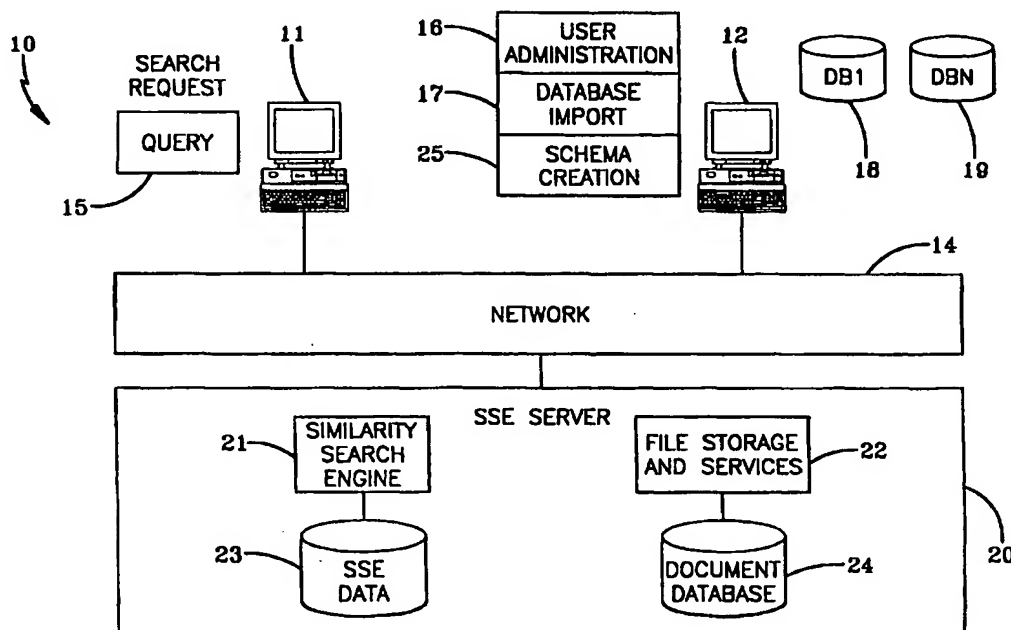 10
11
16
USER
ADMINISTRATION
12
DB1
DBN
SEARCH
REQUEST
17
DATABASE
IMPORT
QUERY
25
SCHEMA
CREATION
18
19
15
14
NETWORK
SSE SERVER
21
SIMILARITY
SEARCH
ENGINE
FILE STORAGE
AND SERVICES
22
23
SSE
DATA
DOCUMENT
DATABASE
24
20